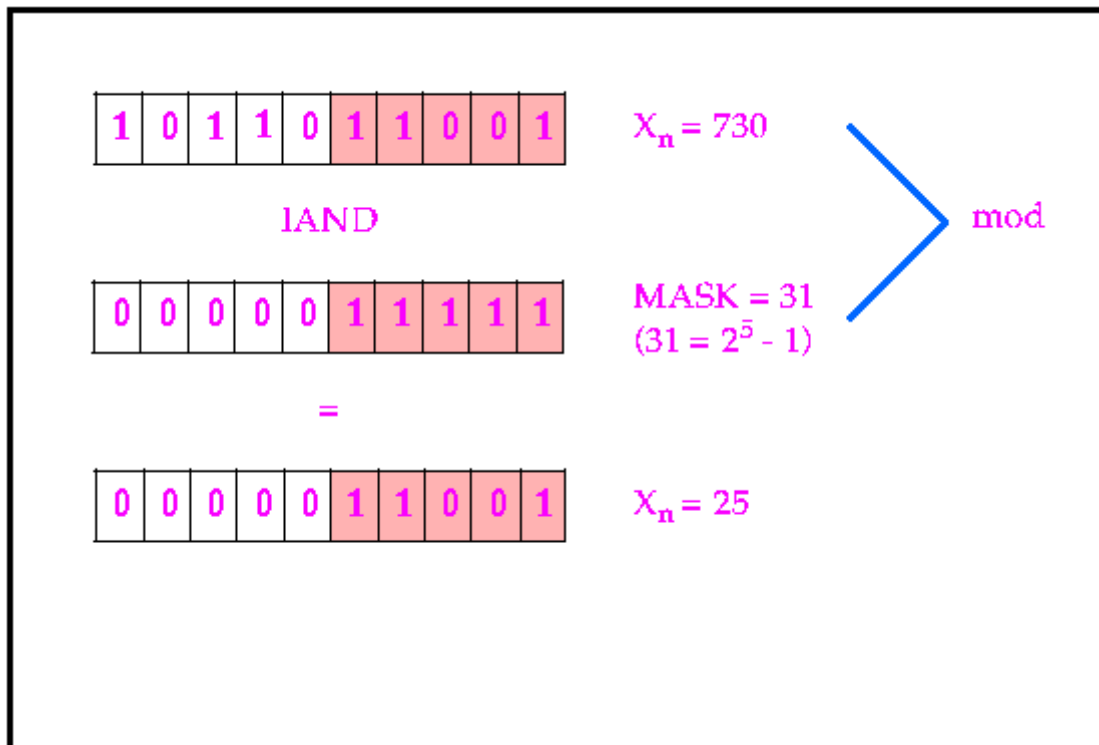 1 0 1 1 0 1 1 0 0 1 Xₙ = 730
IAND
mod
0 0 0 0 0 1 1 1 1 1 MASK = 31
(31 = 2⁵ - 1)
=
0 0 0 0 0 1 1 0 0 1 Xₙ = 25